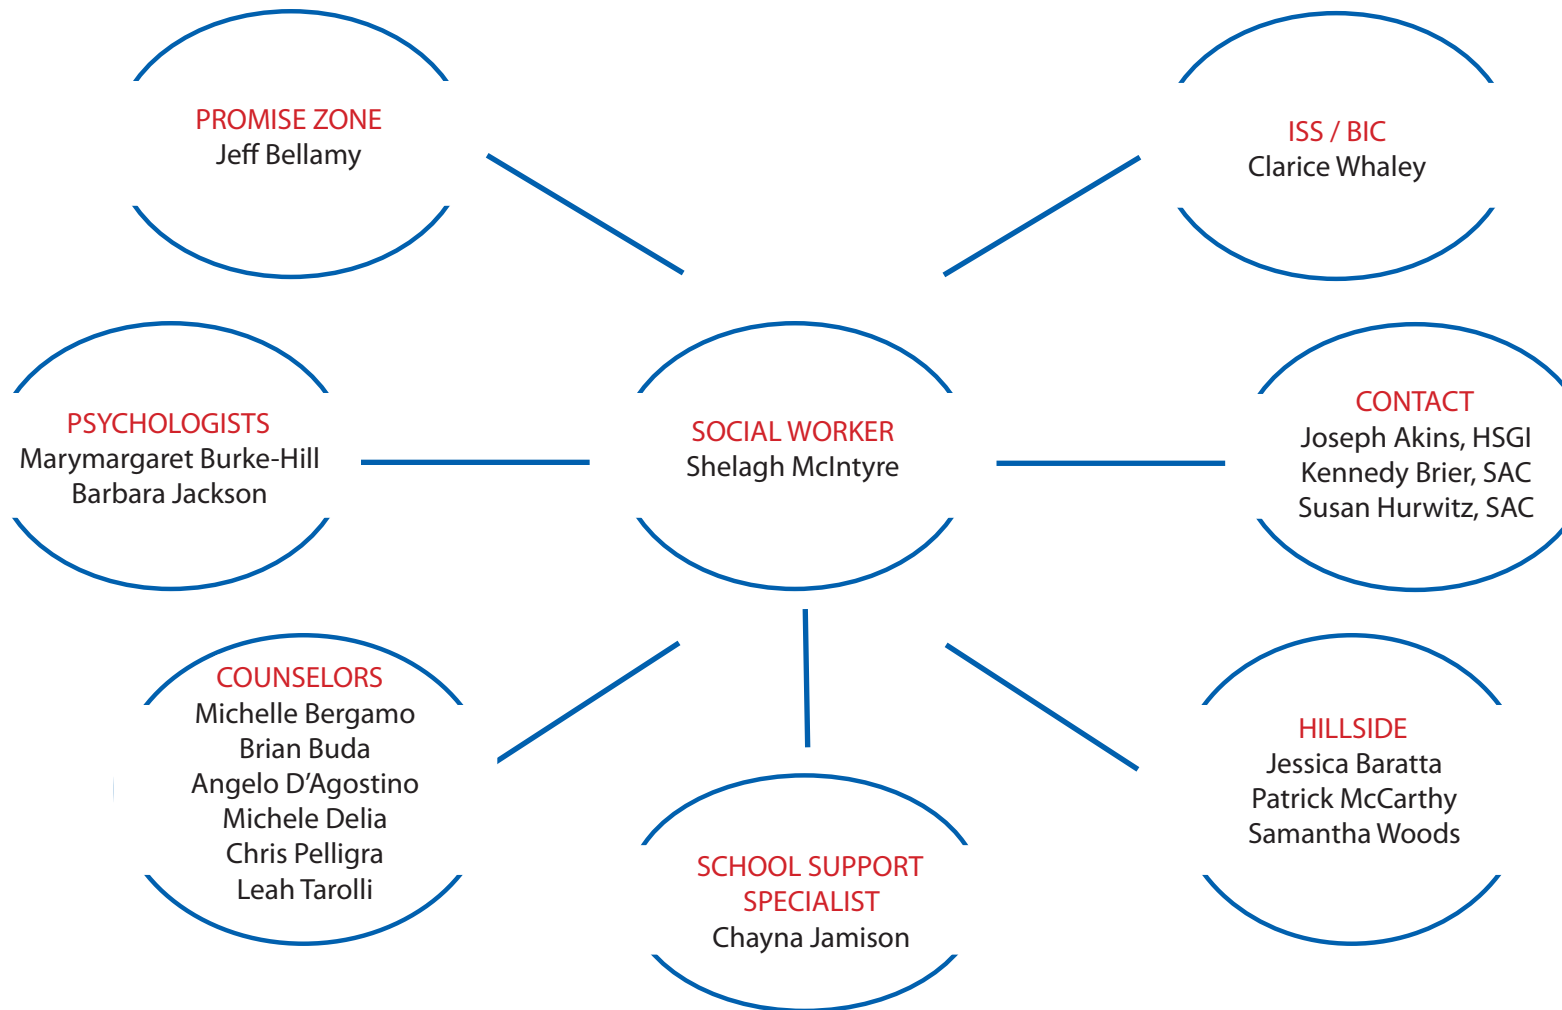 PROMISE ZONE
Jeff Bellamy
ISS / BIC
Clarice Whaley
PSYCHOLOGISTS
Marymargaret Burke-Hill
Barbara Jackson
SOCIAL WORKER
Shelagh McIntyre
CONTACT
Joseph Akins, HSGI
Kennedy Brier, SAC
Susan Hurwitz, SAC
COUNSELORS
Michelle Bergamo
Brian Buda
Angelo D’Agostino
Michele Delia
Chris Pelligra
Leah Tarolli
SCHOOL SUPPORT
SPECIALIST
Chayna Jamison
HILLSIDE
Jessica Baratta
Patrick McCarthy
Samantha Woods